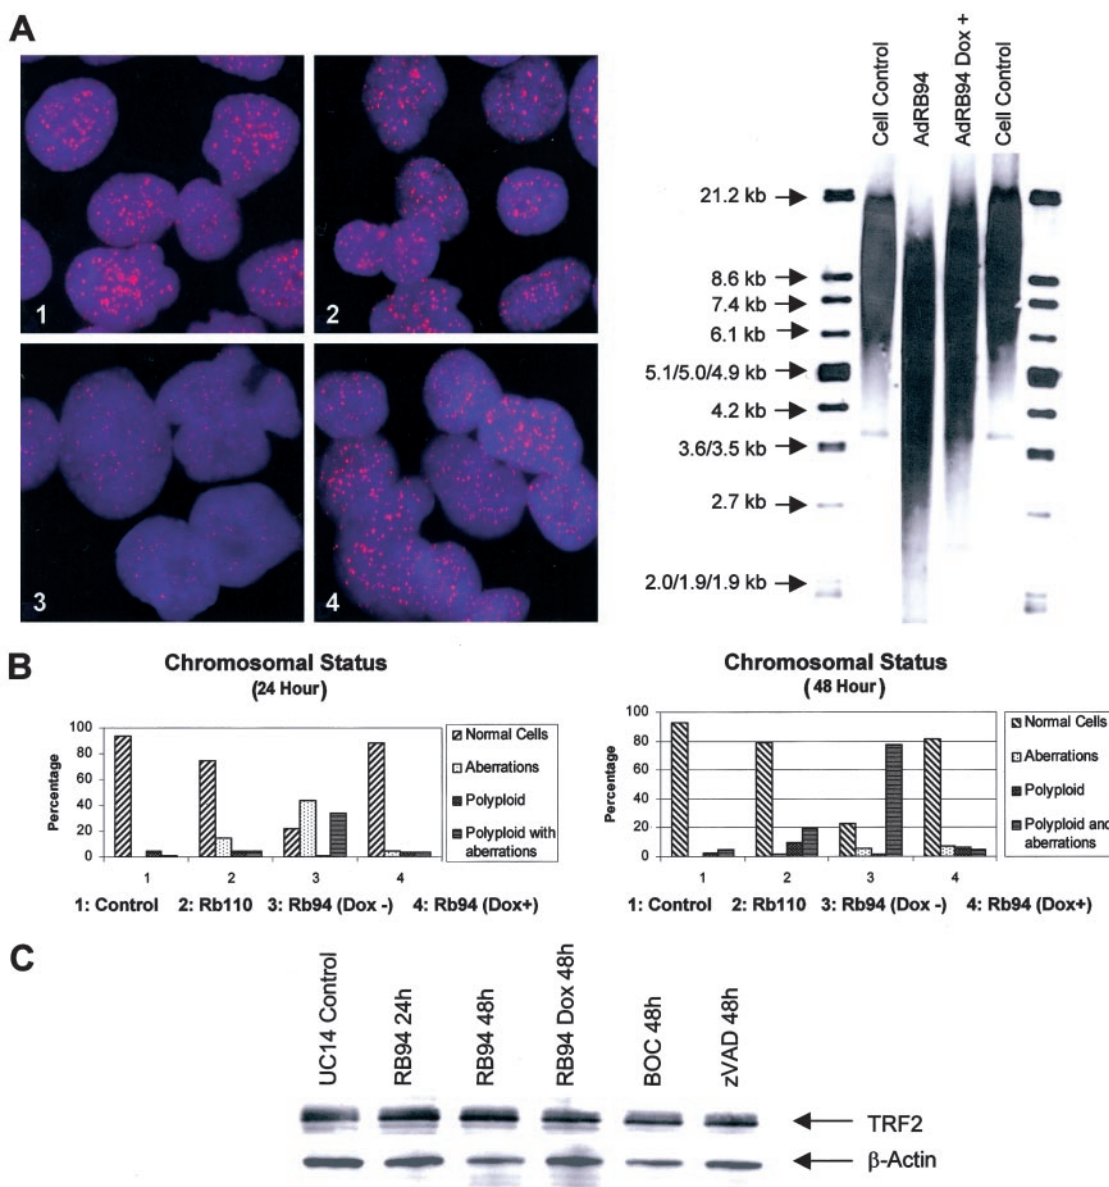 A
1
2
3
4
Cell Control
AdRB94
AdRB94 Dox +
Cell Control
21.2 kb
8.6 kb
7.4 kb
6.1 kb
5.1/5.0/4.9 kb
4.2 kb
3.6/3.5 kb
2.7 kb
2.0/1.9/1.9 kb
B
Chromosomal Status
(24 Hour)
Percentage
100
80
60
40
20
0
1
2
3
4
Normal Cells
Aberrations
Polyploid
Polyploid with
aberrations
1: Control 2: Rb110 3: Rb94 (Dox -) 4: Rb94 (Dox+)
Chromosomal Status
(48 Hour)
Percentage
100
80
60
40
20
0
1
2
3
4
Normal Cells
Aberrations
Polyploid
Polyploid and
aberrations
1: Control 2: Rb110 3: Rb94 (Dox -) 4: Rb94 (Dox+)
C
UC14 Control
RB94 24h
RB94 48h
RB94 Dox 48h
BOC 48h
zVAD 48h
TRF2
β-Actin